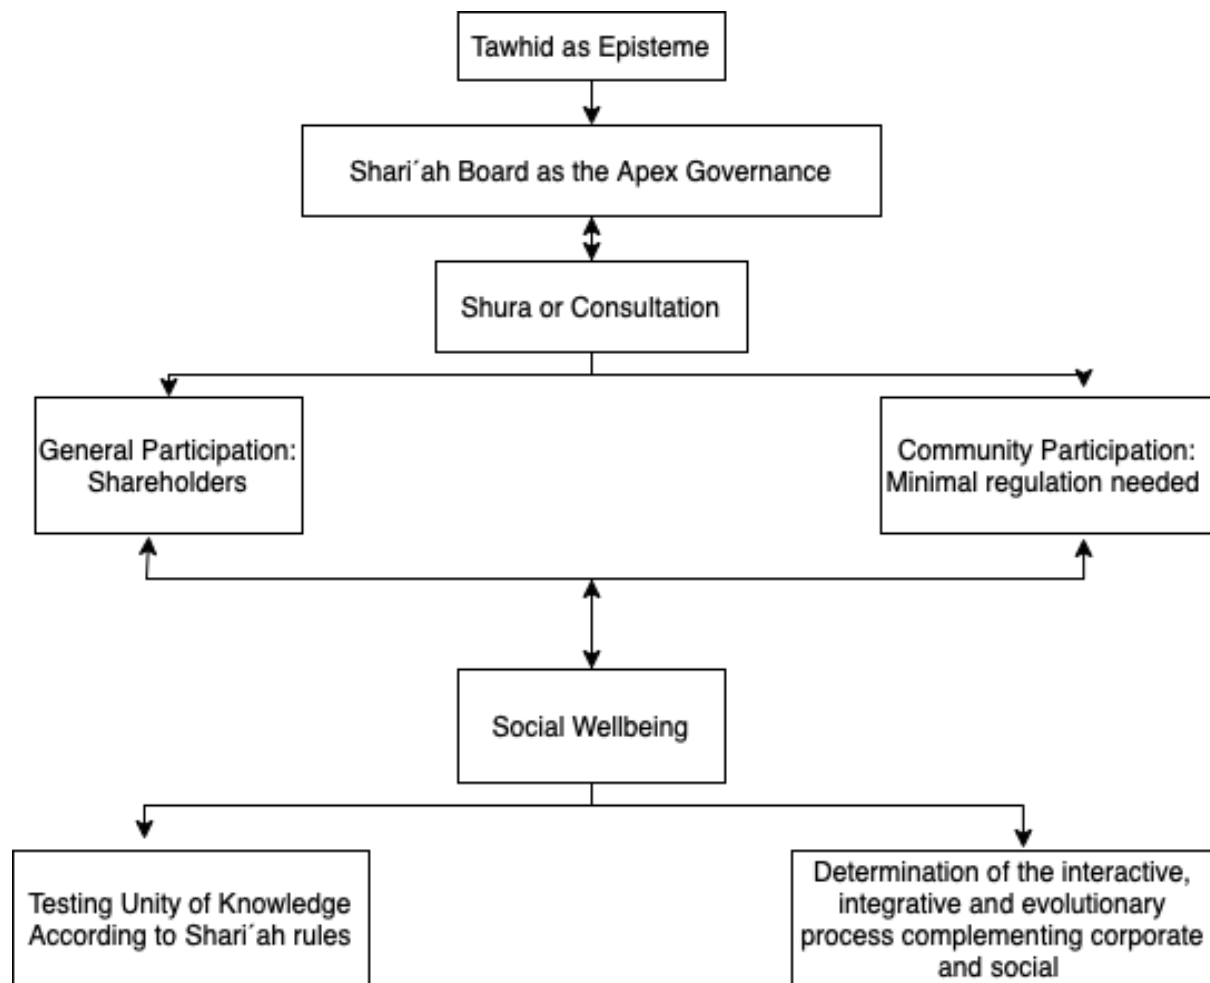 Tawhid as Episteme
Shari´ah Board as the Apex Governance
Shura or Consultation
General Participation:
Shareholders
Community Participation:
Minimal regulation needed
Social Wellbeing
Testing Unity of Knowledge
According to Shari´ah rules
Determination of the interactive,
integrative and evolutionary
process complementing corporate
and social